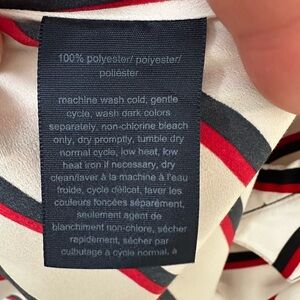 100% polyester/ polyester/
poliéster
machine wash cold, gentle
cycle, wash dark colors
separately, non-chlorine bleach
only, dry promptly, tumble dry
normal cycle, low heat, low
heat iron if necessary, dry
clean/laver à la machine à l'eau
froide, cycle délicat, laver les
couleurs foncées séparément,
seulement agent de
blanchiment non-chlore, sécher
rapidement, sécher par
culbutage à cycle normal, à